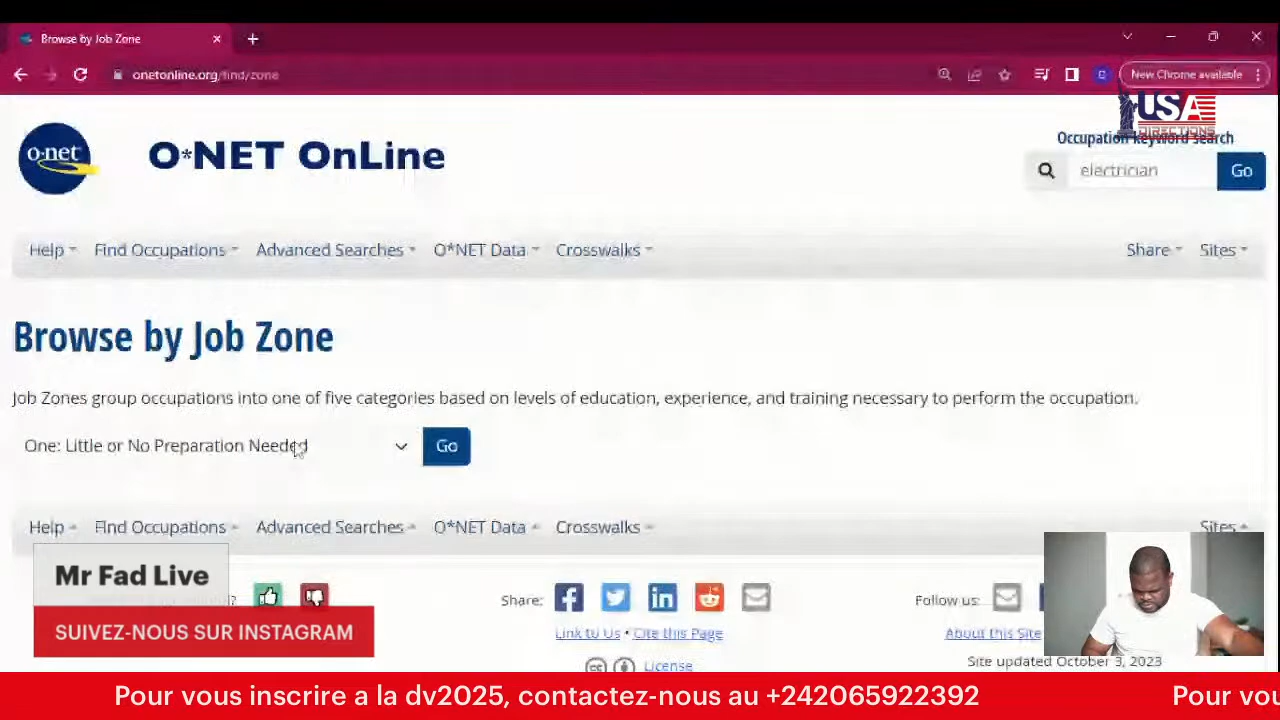 Browse by Job Zone
onetonline.org/find/zone
New Chrome available
USA
DIRECTIONS
o·net
O*NET OnLine
Occupation keyword search
electrician
Go
Help
Find Occupations
Advanced Searches
O*NET Data
Crosswalks
Share
Sites
Browse by Job Zone
Job Zones group occupations into one of five categories based on levels of education, experience, and training necessary to perform the occupation.
One: Little or No Preparation Needed
Go
Help
Find Occupations
Advanced Searches
O*NET Data
Crosswalks
Sites
Mr Fad Live
SUIVEZ-NOUS SUR INSTAGRAM
Share:
Link to Us • Cite this Page
License
Follow us:
About this Site
Site updated October 3, 2023
Pour vous inscrire a la dv2025, contactez-nous au +242065922392
Pour vou